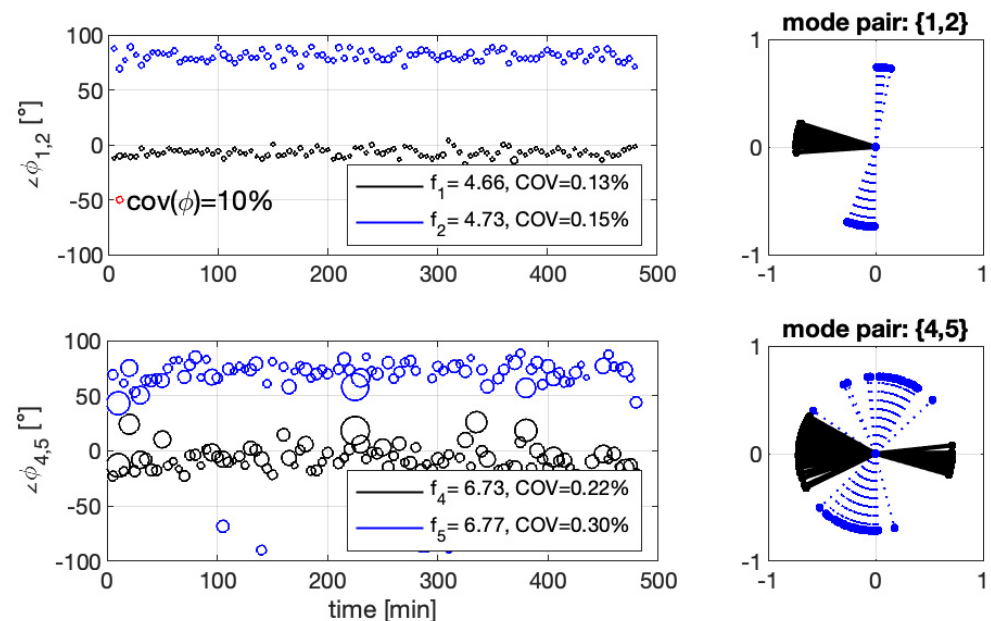 100
50
0
-50
-100
∠ϕ1,2 [°]
cov(ϕ)=10%
f1= 4.66, COV=0.13%
f2= 4.73, COV=0.15%
0 100 200 300 400 500
mode pair: {1,2}
1
0
-1
-1 0 1
100
50
0
-50
-100
∠ϕ4,5 [°]
f4= 6.73, COV=0.22%
f5= 6.77, COV=0.30%
0 100 200 300 400 500
time [min]
mode pair: {4,5}
1
0
-1
-1 0 1